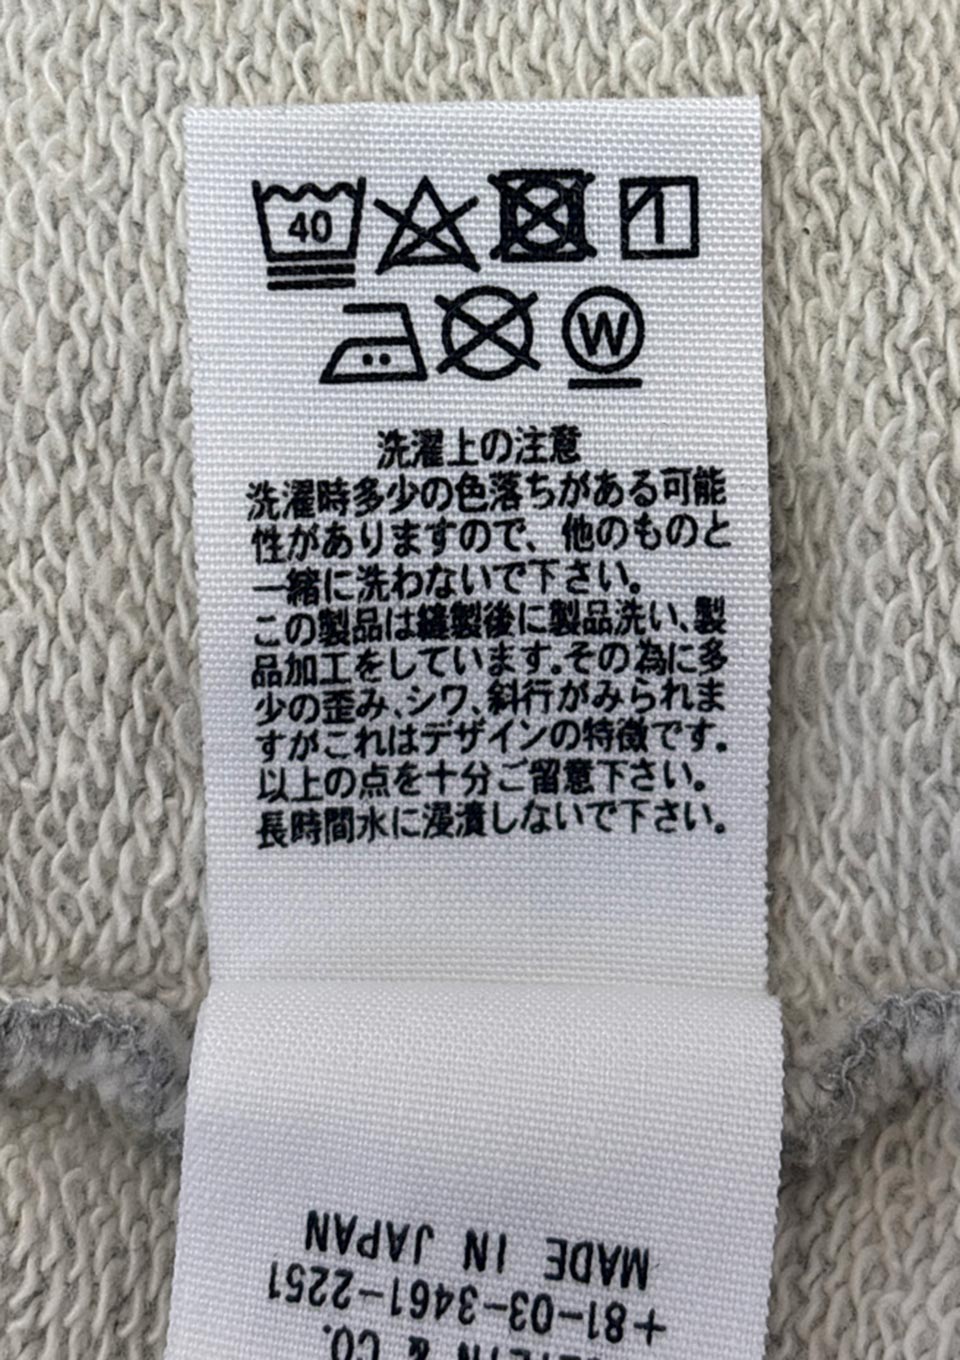 40
W
洗濯上の注意
洗濯時多少の色落ちがある可能
性がありますので、他のものと
一緒に洗わないで下さい。
この製品は縫製後に製品洗い、製
品加工をしています。その為に多
少の歪み、シワ、斜行がみられま
すがこれはデザインの特徴です。
以上の点を十分ご留意下さい。
長時間水に浸漬しないで下さい。
& CO.
+81-03-3461-2251
MADE IN JAPAN